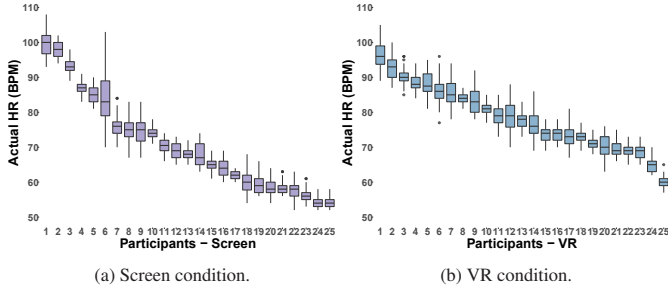 110
100
90
80
70
60
50
Actual HR (BPM)
1 2 3 4 5 6 7 8 9 10 11 12 13 14 15 16 17 18 19 20 21 22 23 24 25
Participants − Screen
(a) Screen condition.
110
100
90
80
70
60
50
Actual HR (BPM)
1 2 3 4 5 6 7 8 9 10 11 12 13 14 15 16 17 18 19 20 21 22 23 24 25
Participants − VR
(b) VR condition.